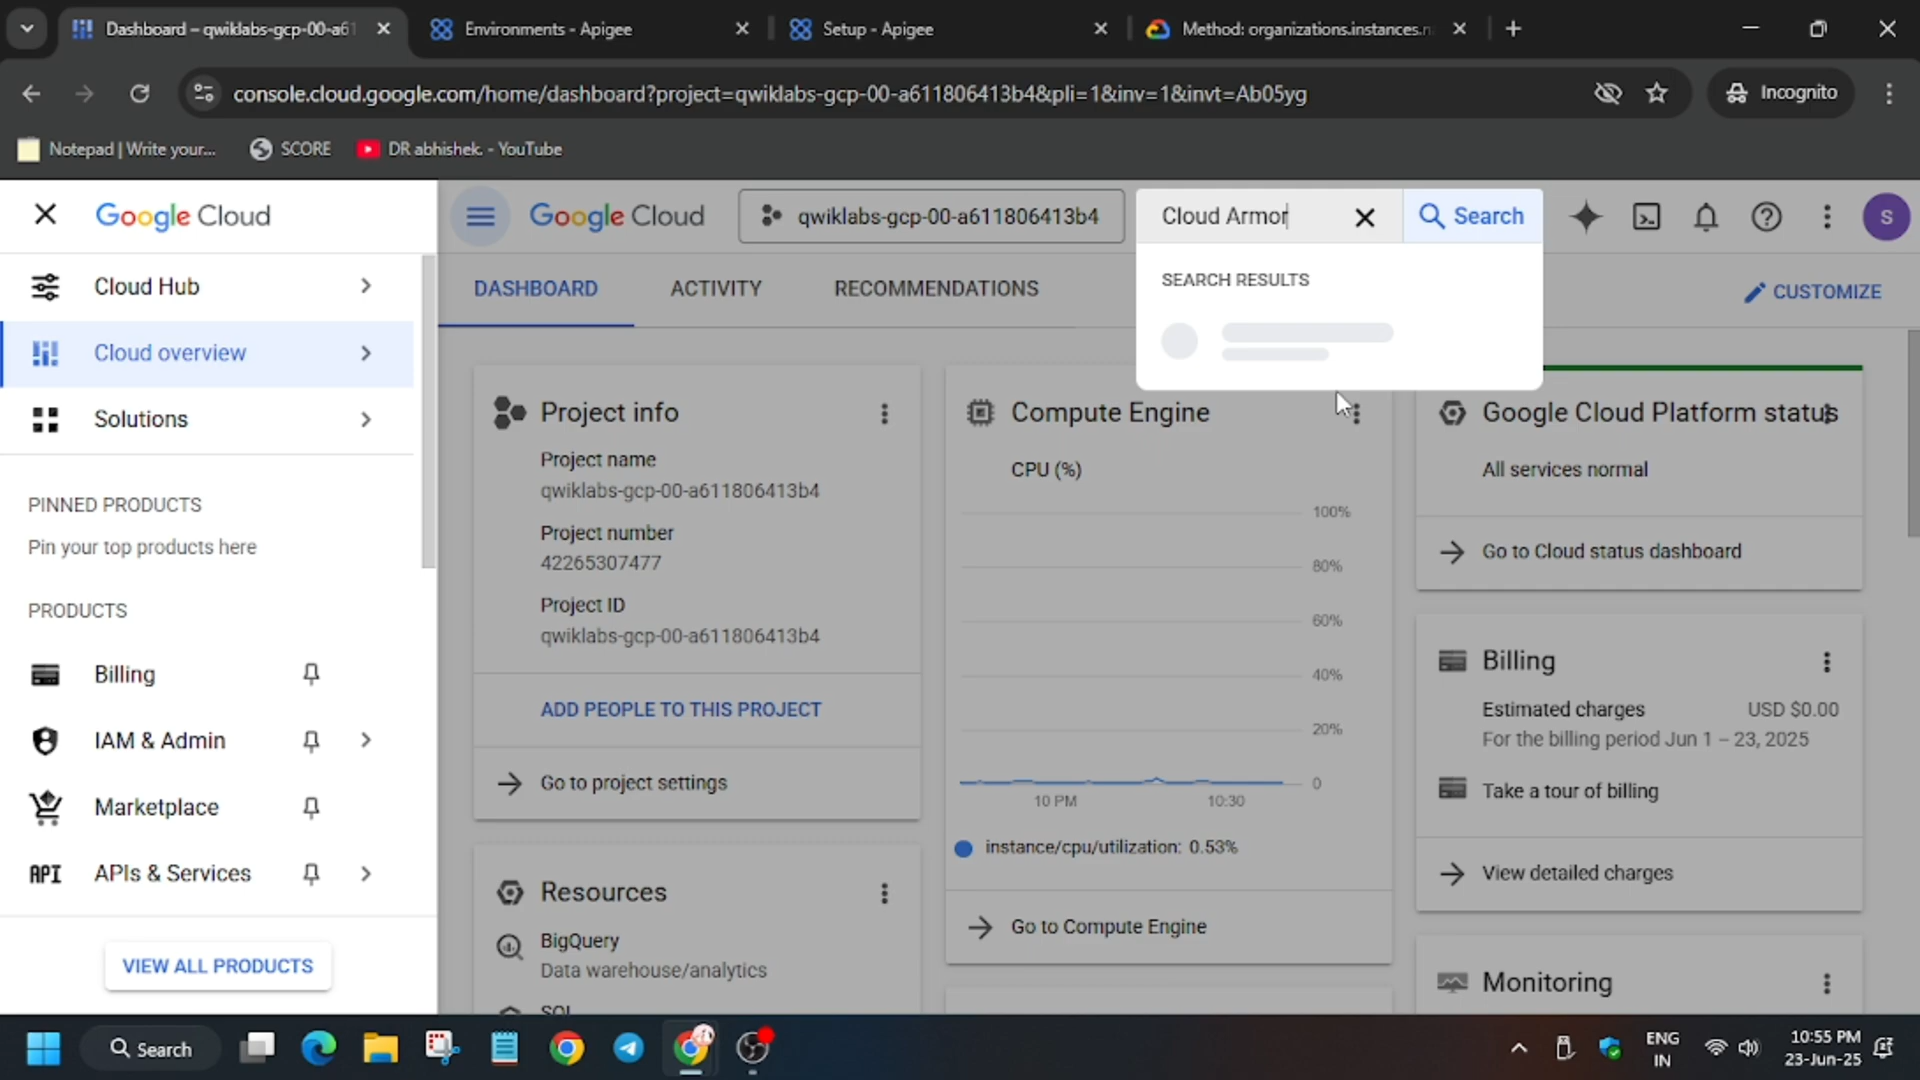 Dashboard – qwiklabs-gcp-00-a61
Environments - Apigee
Setup - Apigee
Method: organizations.instances.n
console.cloud.google.com/home/dashboard?project=qwiklabs-gcp-00-a611806413b4&pli=1&inv=1&invt=Ab05yg
Incognito
Notepad | Write your...
SCORE
DR abhishek. - YouTube
Google Cloud
Google Cloud
qwiklabs-gcp-00-a611806413b4
Cloud Armor
Search
S
Cloud Hub
Cloud overview
Solutions
PINNED PRODUCTS
Pin your top products here
PRODUCTS
Billing
IAM & Admin
Marketplace
API APIs & Services
VIEW ALL PRODUCTS
DASHBOARD
ACTIVITY
RECOMMENDATIONS
SEARCH RESULTS
CUSTOMIZE
Project info
Project name
qwiklabs-gcp-00-a611806413b4
Project number
42265307477
Project ID
qwiklabs-gcp-00-a611806413b4
ADD PEOPLE TO THIS PROJECT
Go to project settings
Resources
BigQuery
Data warehouse/analytics
SQL
Compute Engine
CPU (%)
100%
80%
60%
40%
20%
0
10 PM
10:30
instance/cpu/utilization: 0.53%
Go to Compute Engine
Google Cloud Platform status
All services normal
Go to Cloud status dashboard
Billing
Estimated charges USD $0.00
For the billing period Jun 1 – 23, 2025
Take a tour of billing
View detailed charges
Monitoring
Search
ENG
IN
10:55 PM
23-Jun-25